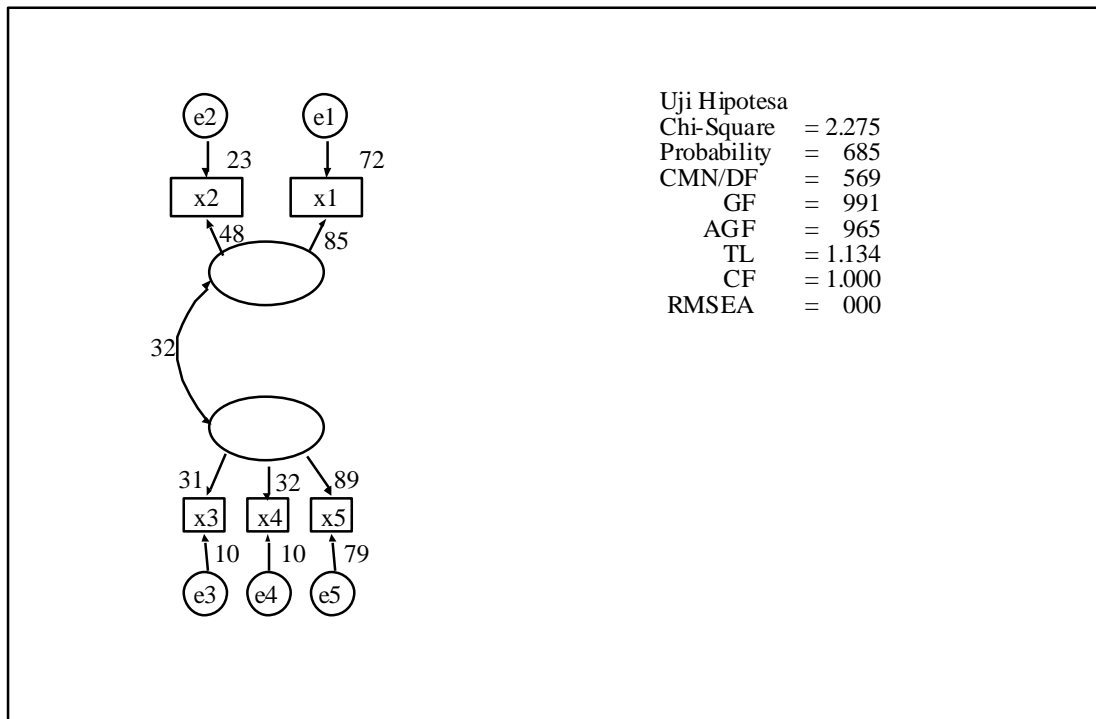 e2 e1
23 72
x2 x1
48 85
32
31 32 89
x3 x4 x5
10 10 79
e3 e4 e5
Uji Hipotesa
Chi-Square = 2.275
Probability = 685
CMN/DF = 569
GF = 991
AGF = 965
TL = 1.134
CF = 1.000
RMSEA = 000